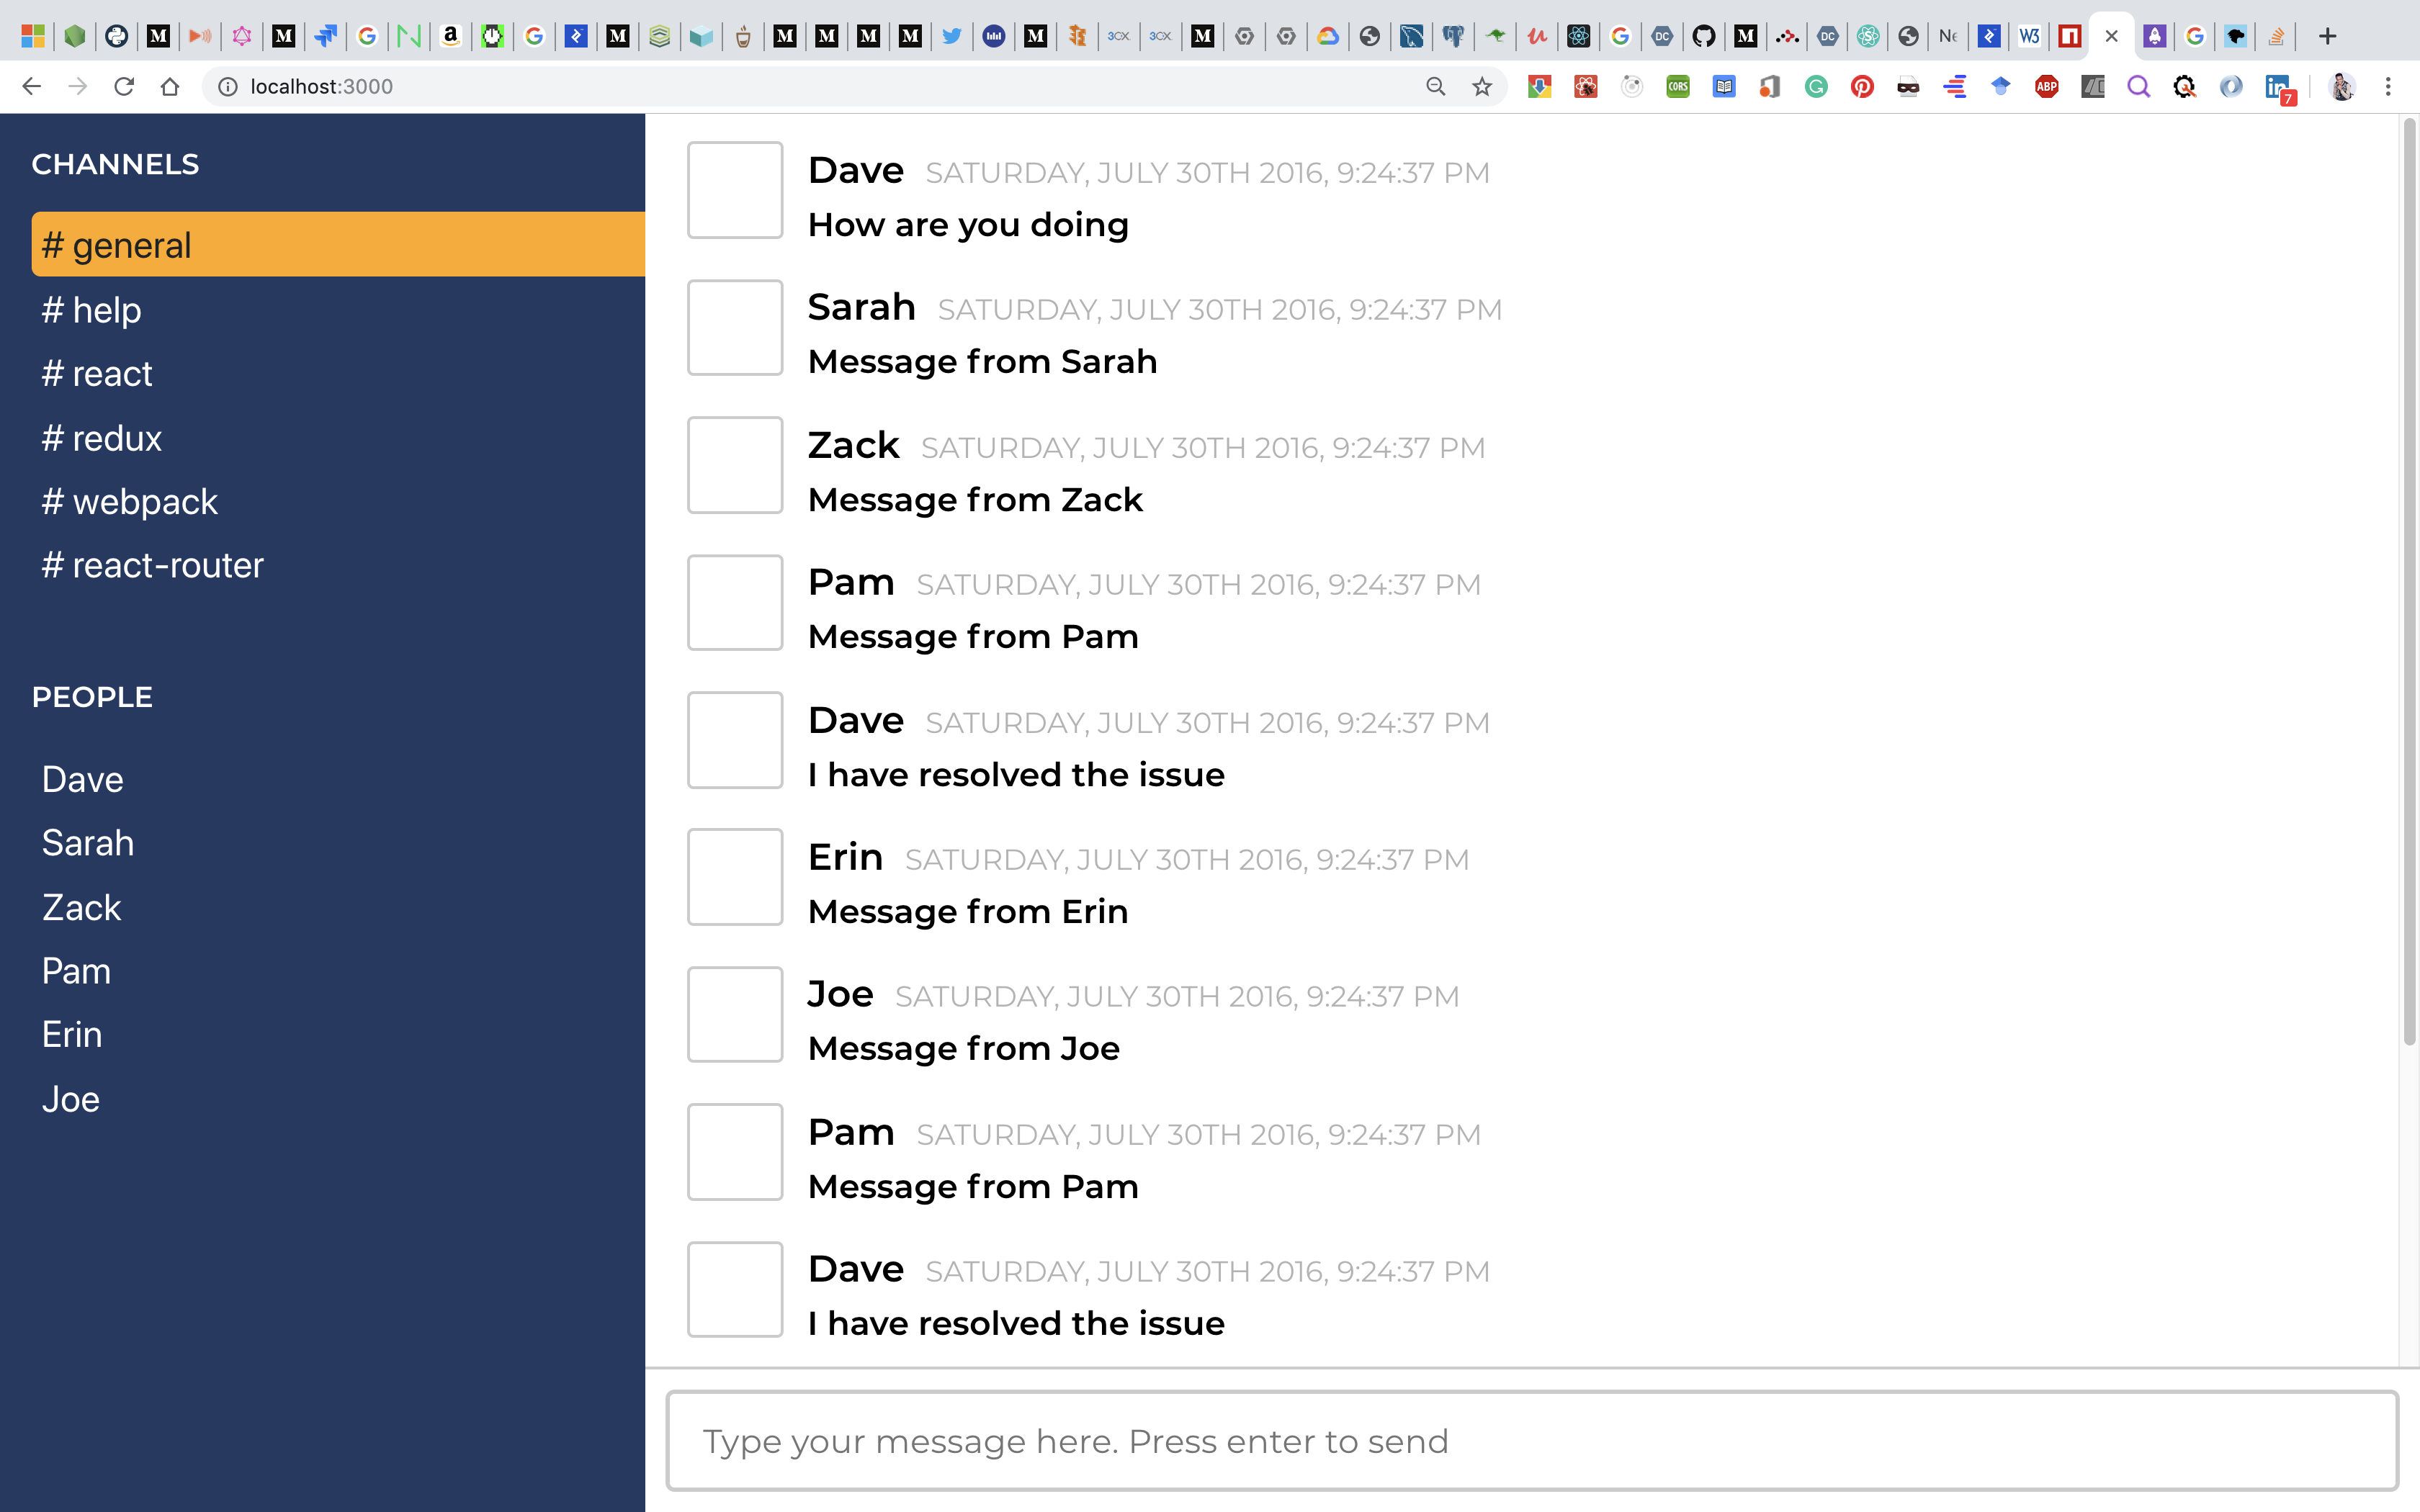 localhost:3000
ABP
CORS
7
CHANNELS
# general
# help
# react
# redux
# webpack
# react-router
PEOPLE
Dave
Sarah
Zack
Pam
Erin
Joe
Dave SATURDAY, JULY 30TH 2016, 9:24:37 PM
How are you doing
Sarah SATURDAY, JULY 30TH 2016, 9:24:37 PM
Message from Sarah
Zack SATURDAY, JULY 30TH 2016, 9:24:37 PM
Message from Zack
Pam SATURDAY, JULY 30TH 2016, 9:24:37 PM
Message from Pam
Dave SATURDAY, JULY 30TH 2016, 9:24:37 PM
I have resolved the issue
Erin SATURDAY, JULY 30TH 2016, 9:24:37 PM
Message from Erin
Joe SATURDAY, JULY 30TH 2016, 9:24:37 PM
Message from Joe
Pam SATURDAY, JULY 30TH 2016, 9:24:37 PM
Message from Pam
Dave SATURDAY, JULY 30TH 2016, 9:24:37 PM
I have resolved the issue
Type your message here. Press enter to send